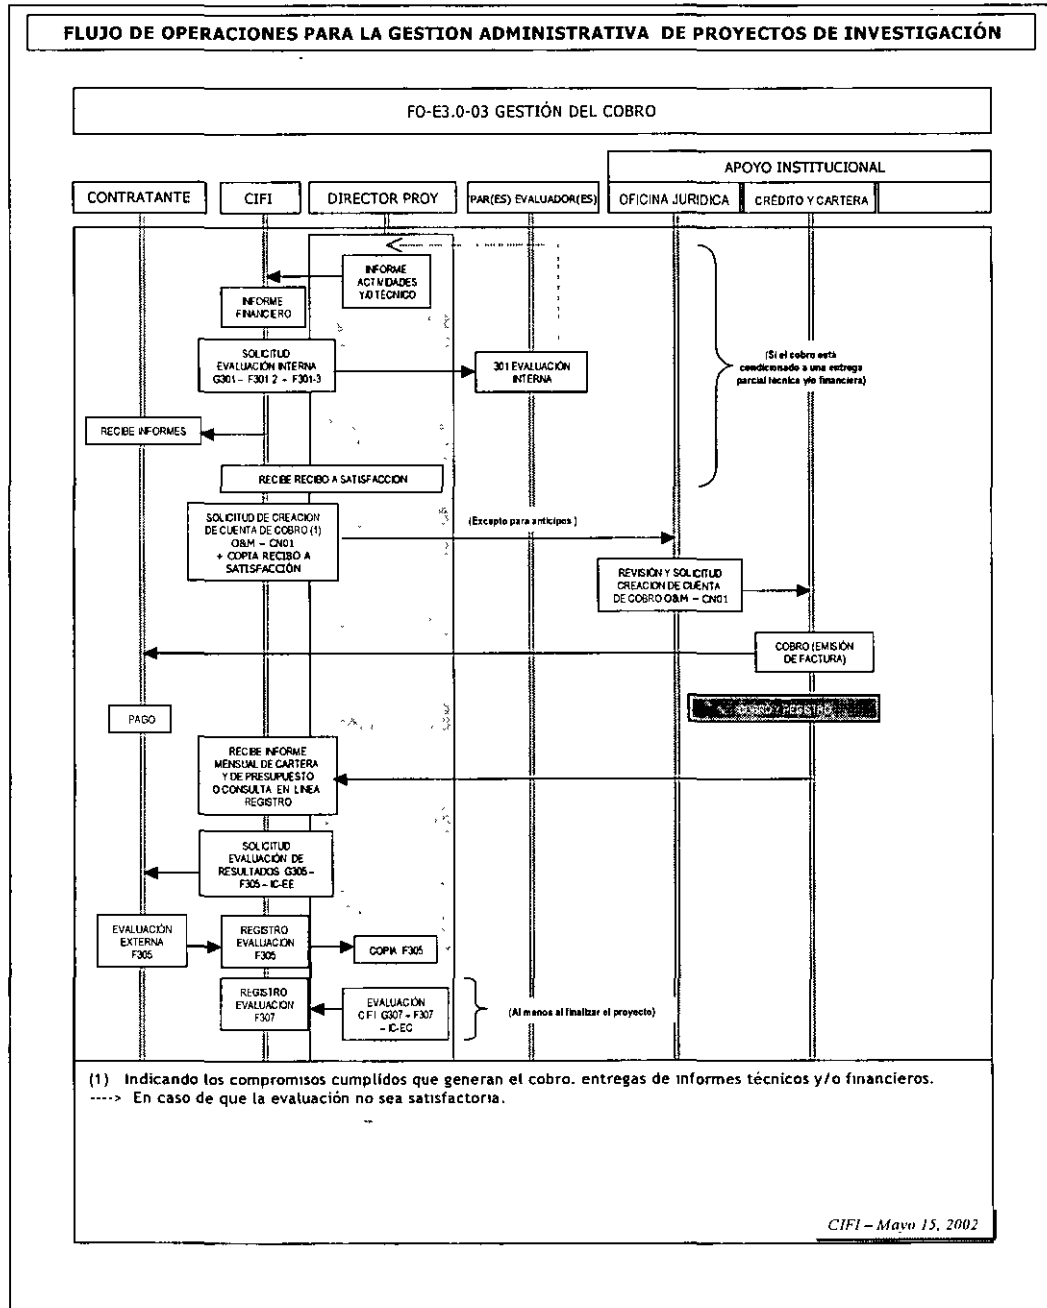 FLUJO DE OPERACIONES PARA LA GESTION ADMINISTRATIVA DE PROYECTOS DE INVESTIGACIÓN
FO-E3.0-03 GESTIÓN DEL COBRO
APOYO INSTITUCIONAL
CONTRATANTE
CIFI
DIRECTOR PROY
PAR(ES) EVALUADOR(ES)
OFICINA JURIDICA
CRÉDITO Y CARTERA
INFORME
ACTIVIDADES
Y/O TÉCNICO
INFORME
FINANCIERO
SOLICITUD
EVALUACIÓN INTERNA
G301 – F301 2 + F301-3
301 EVALUACIÓN
INTERNA
(Si el cobro está
condicionado a una entrega
parcial técnica y/o financiera)
RECIBE INFORMES
RECIBE RECIBO A SATISFACCION
SOLICITUD DE CREACION
DE CUENTA DE COBRO (1)
O&M – CN01
+ COPIA RECIBO A
SATISFACCIÓN
(Excepto para anticipos )
REVISIÓN Y SOLICITUD
CREACION DE CUENTA
DE COBRO O&M – CN01
COBRO (EMISIÓN
DE FACTURA)
COBRO Y REGISTRO
PAGO
RECIBE INFORME
MENSUAL DE CARTERA
Y DE PRESUPUESTO
O CONSULTA EN LINEA
REGISTRO
SOLICITUD
EVALUACIÓN DE
RESULTADOS G305 –
F305 – IC-EE
EVALUACIÓN
EXTERNA
F305
REGISTRO
EVALUACION
F305
COPIA F305
REGISTRO
EVALUACION
F307
EVALUACIÓN
CIFI G307 + F307
– IC-EC
(Al menos al finalizar el proyecto)
(1) Indicando los compromisos cumplidos que generan el cobro. entregas de informes técnicos y/o financieros.
----> En caso de que la evaluación no sea satisfactoria.
CIFI – Mayo 15, 2002